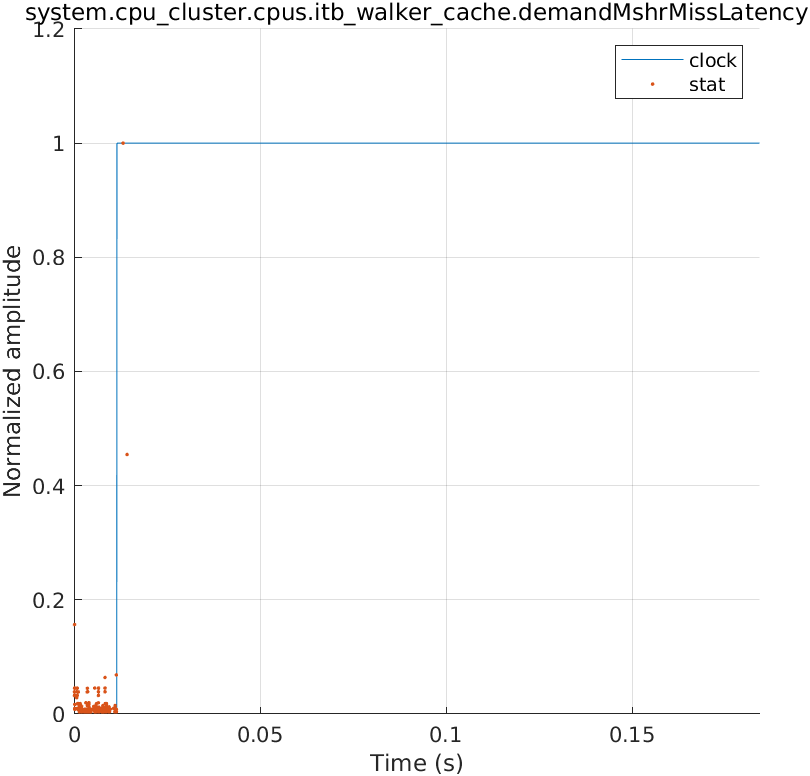 system.cpu_cluster.cpus.itb_walker_cache.demandMshrMissLatency
1.2
clock
stat
1
0.8
Normalized amplitude
0.6
0.4
0.2
0
0
0.05
0.1
0.15
Time (s)